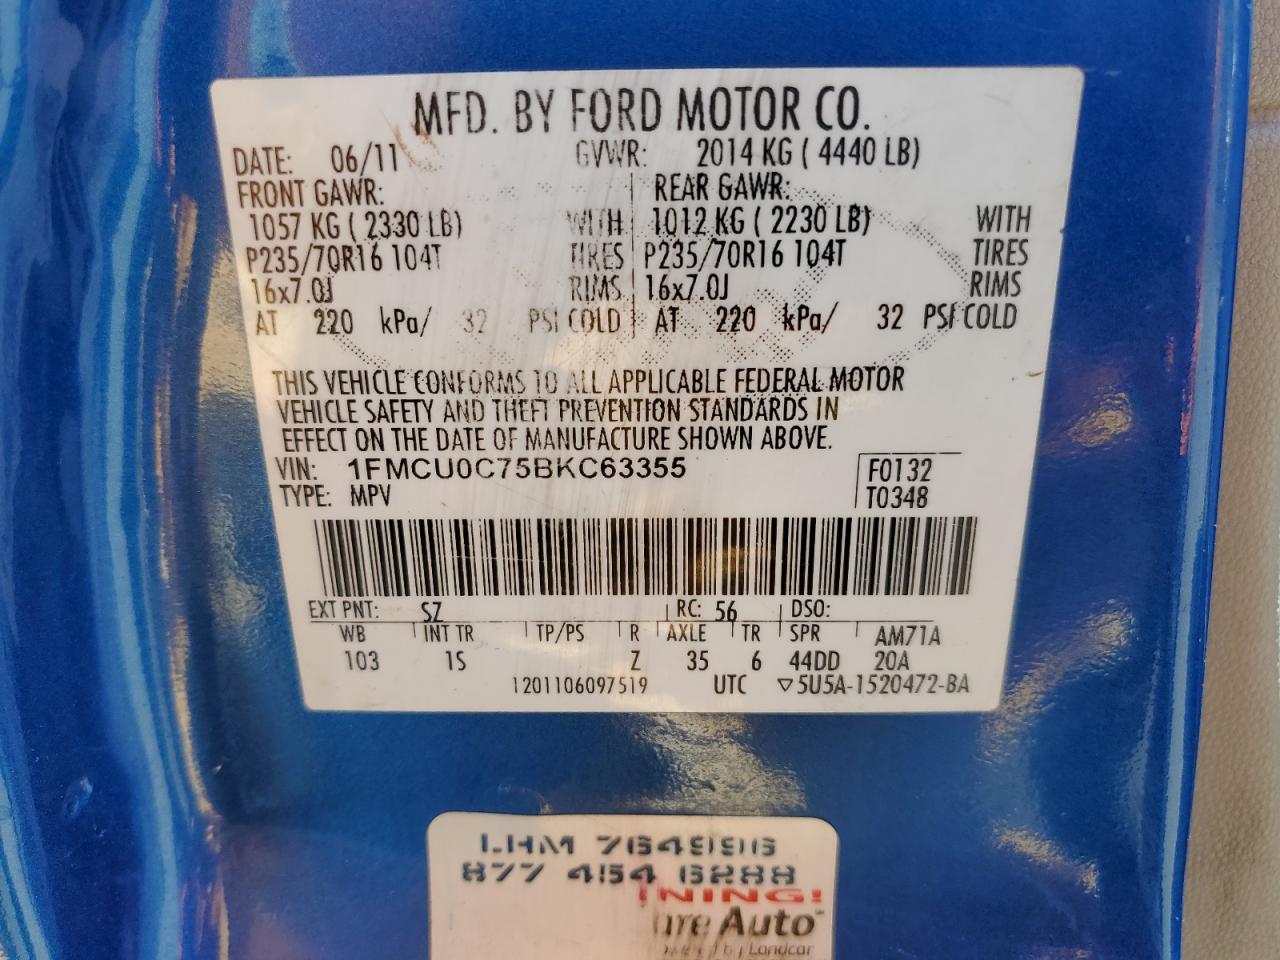 MFD. BY FORD MOTOR CO.
DATE: 06/11 GVWR: 2014 KG ( 4440 LB)
FRONT GAWR: REAR GAWR:
1057 KG ( 2330 LB) WITH 1012 KG ( 2230 LB) WITH
P235/70R16 104T TIRES P235/70R16 104T TIRES
16x7.0J RIMS 16x7.0J RIMS
AT 220 kPa/ 32 PSI COLD AT 220 kPa/ 32 PSI COLD
THIS VEHICLE CONFORMS TO ALL APPLICABLE FEDERAL MOTOR
VEHICLE SAFETY AND THEFT PREVENTION STANDARDS IN
EFFECT ON THE DATE OF MANUFACTURE SHOWN ABOVE.
VIN: 1FMCU0C75BKC63355 F0132
TYPE: MPV T0348
EXT PNT: SZ RC: 56 DSO:
WB INT TR TP/PS R AXLE TR SPR AM71A
103 1S Z 35 6 44DD 20A
1201106097519 UTC ▽5U5A-1520472-BA
LHM 764996
877 454 6288
NING!
ure Auto
by Landcar